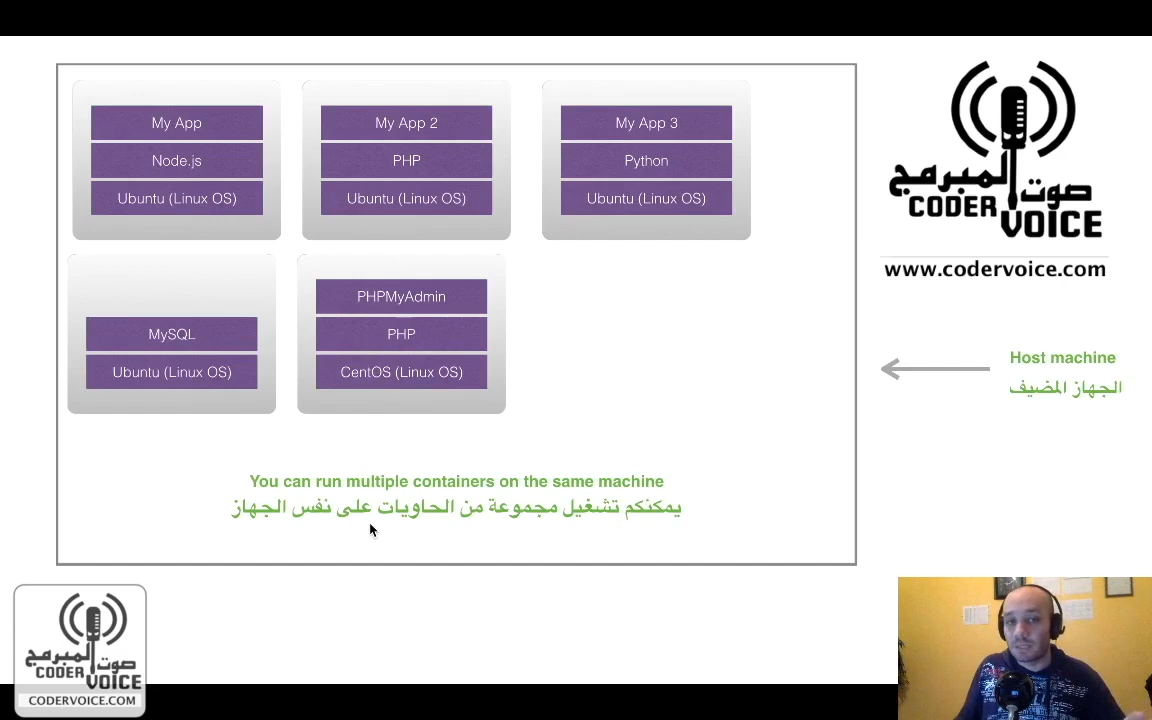 My App
Node.js
Ubuntu (Linux OS)
My App 2
PHP
Ubuntu (Linux OS)
My App 3
Python
Ubuntu (Linux OS)
MySQL
Ubuntu (Linux OS)
PHPMyAdmin
PHP
CentOS (Linux OS)
You can run multiple containers on the same machine
يمكنكم تشغيل مجموعة من الحاويات على نفس الجهاز
صوت المبرمج
CODER VOICE
www.codervoice.com
Host machine
الجهاز المضيف
صوت المبرمج
CODER VOICE
CODERVOICE.COM